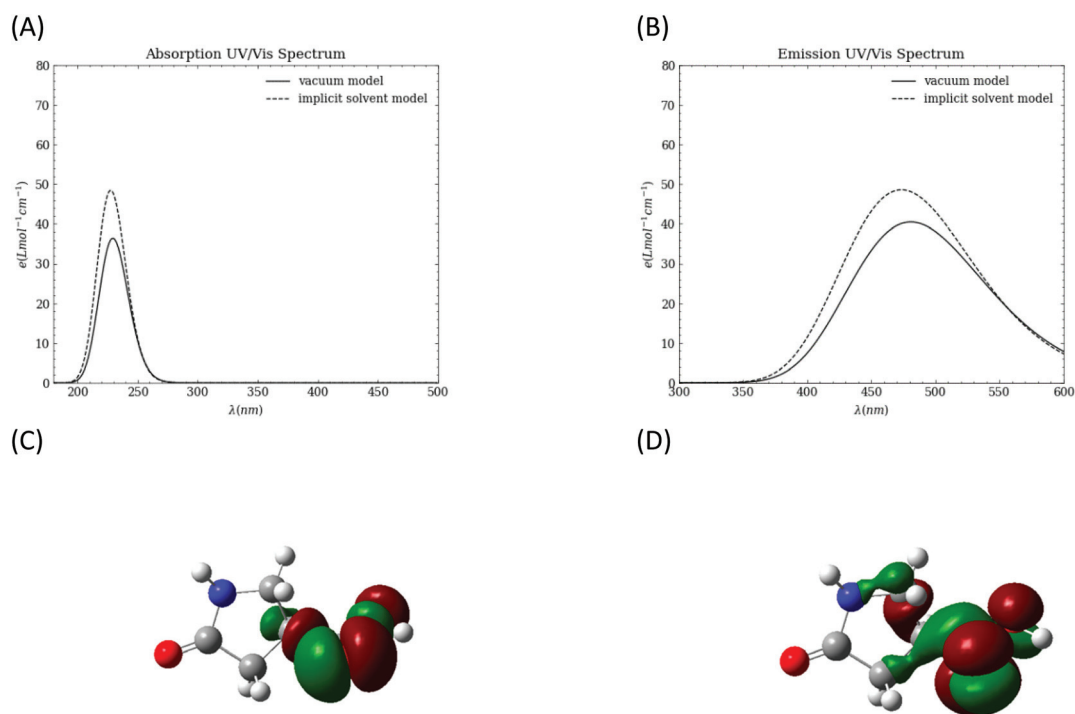 (A)
Absorption UV/Vis Spectrum
80
70
60
50
40
30
20
10
0
e(Lmol⁻¹cm⁻¹)
vacuum model
implicit solvent model
200
250
300
350
400
450
500
λ(nm)
(B)
Emission UV/Vis Spectrum
80
70
60
50
40
30
20
10
0
e(Lmol⁻¹cm⁻¹)
vacuum model
implicit solvent model
300
350
400
450
500
550
600
λ(nm)
(C)
(D)